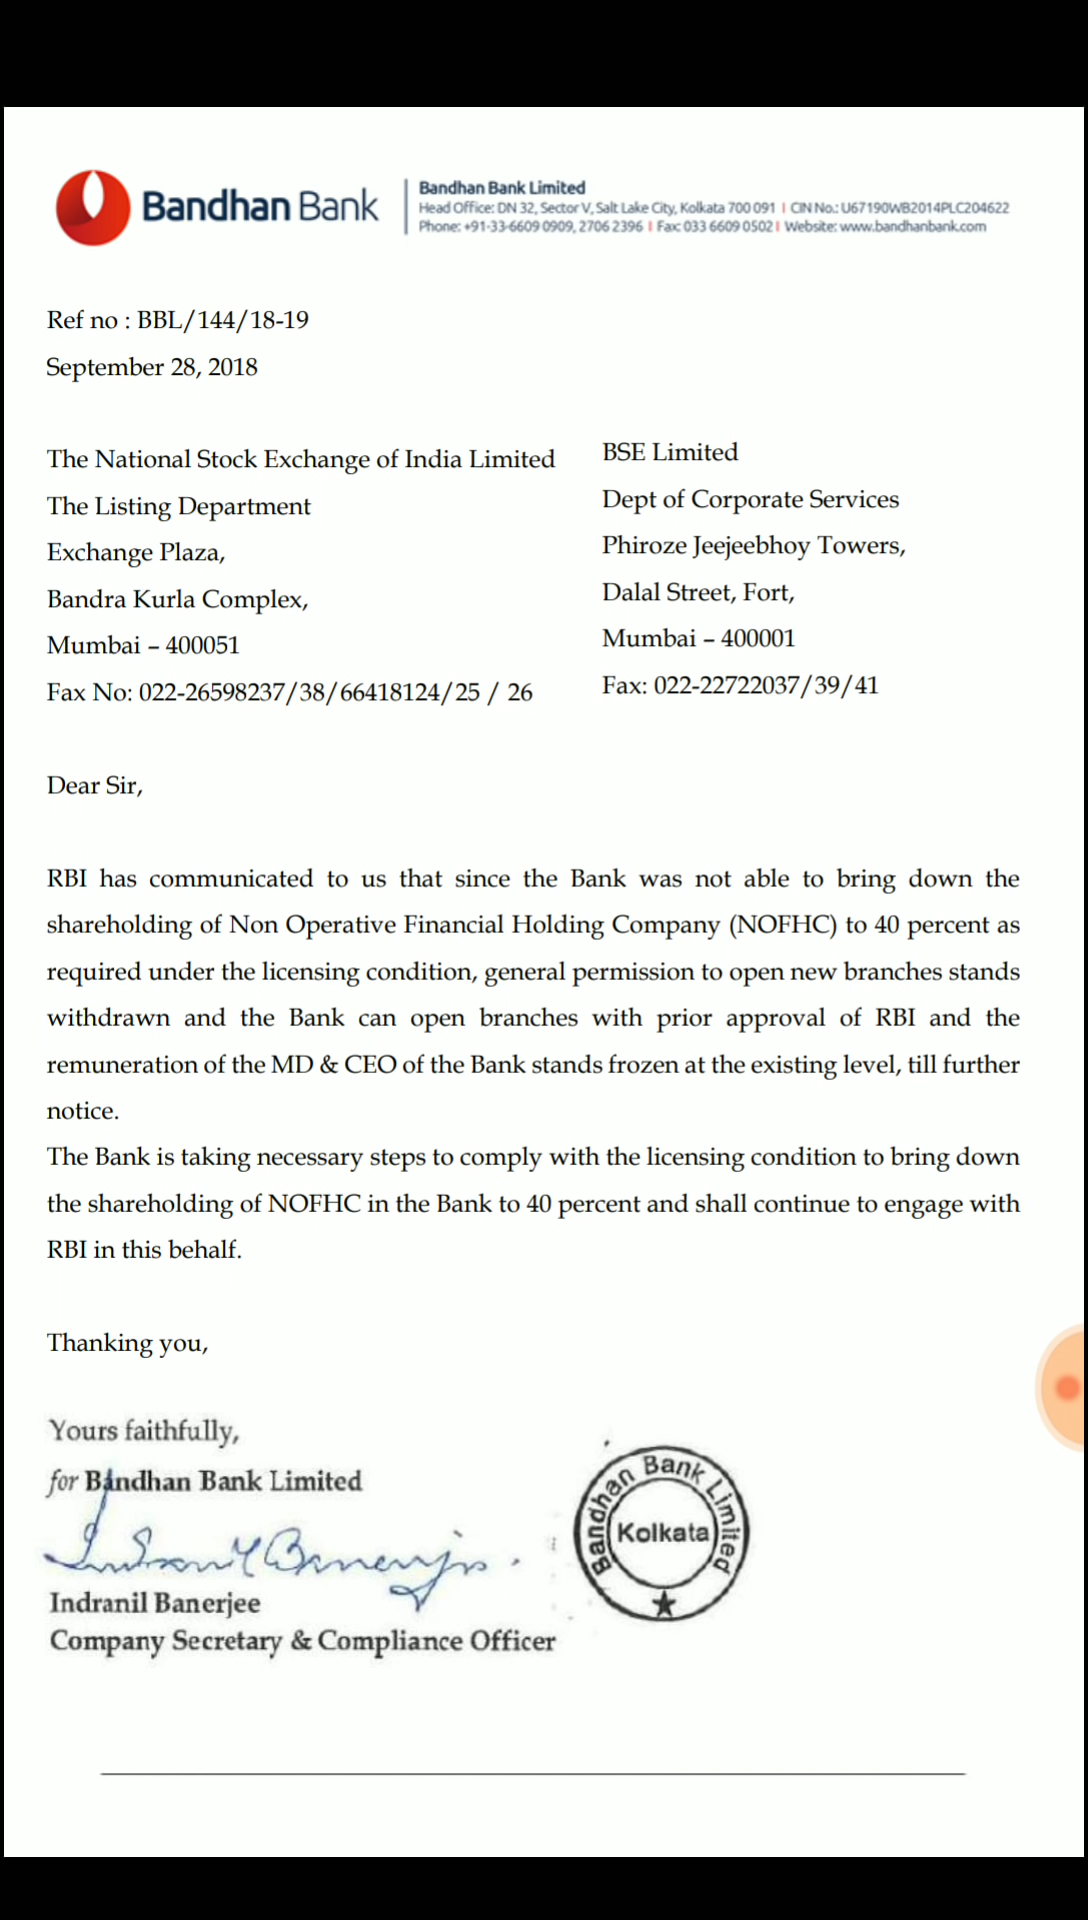 Bandhan Bank
Bandhan Bank Limited
Head Office: DN 32, Sector V, Salt Lake City, Kolkata 700 091 | CIN No.: U67190WB2014PLC204622
Phone: +91-33-6609 0909, 2706 2396 | Fax: 033 6609 0502 | Website: www.bandhanbank.com
Ref no : BBL/144/18-19
September 28, 2018
The National Stock Exchange of India Limited
The Listing Department
Exchange Plaza,
Bandra Kurla Complex,
Mumbai – 400051
Fax No: 022-26598237/38/66418124/25 / 26
BSE Limited
Dept of Corporate Services
Phiroze Jeejeebhoy Towers,
Dalal Street, Fort,
Mumbai – 400001
Fax: 022-22722037/39/41
Dear Sir,
RBI has communicated to us that since the Bank was not able to bring down the
shareholding of Non Operative Financial Holding Company (NOFHC) to 40 percent as
required under the licensing condition, general permission to open new branches stands
withdrawn and the Bank can open branches with prior approval of RBI and the
remuneration of the MD & CEO of the Bank stands frozen at the existing level, till further
notice.
The Bank is taking necessary steps to comply with the licensing condition to bring down
the shareholding of NOFHC in the Bank to 40 percent and shall continue to engage with
RBI in this behalf.
Thanking you,
Yours faithfully,
for Bandhan Bank Limited
Indranil Banerjee
Indranil Banerjee
Company Secretary & Compliance Officer
Bandhan Bank Limited
Kolkata